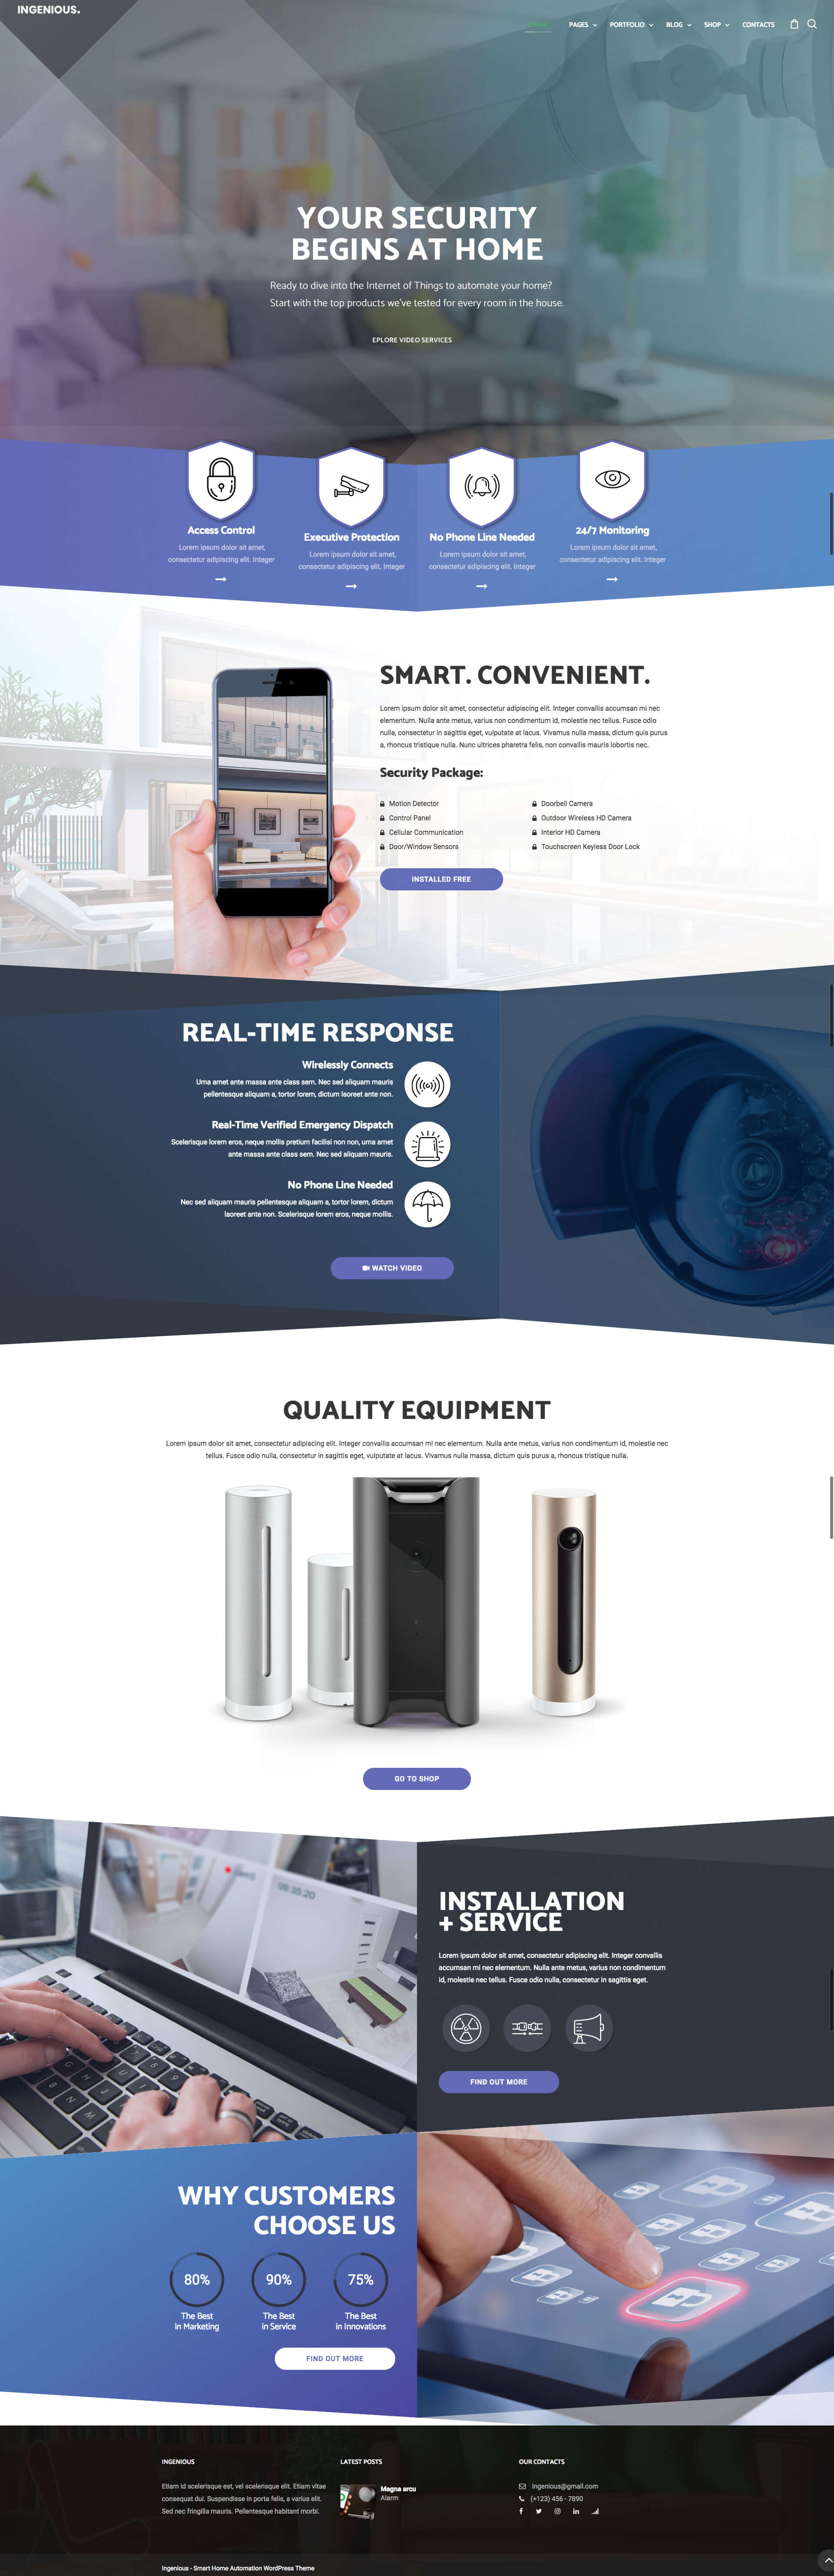 INGENIOUS.
HOME
PAGES
PORTFOLIO
BLOG
SHOP
CONTACTS
YOUR SECURITY
BEGINS AT HOME
Ready to dive into the Internet of Things to automate your home?
Start with the top products we've tested for every room in the house.
EPLORE VIDEO SERVICES
Access Control
Lorem ipsum dolor sit amet,
consectetur adipiscing elit. Integer
Executive Protection
Lorem ipsum dolor sit amet,
consectetur adipiscing elit. Integer
No Phone Line Needed
Lorem ipsum dolor sit amet,
consectetur adipiscing elit. Integer
24/7 Monitoring
Lorem ipsum dolor sit amet,
consectetur adipiscing elit. Integer
SMART. CONVENIENT.
Lorem ipsum dolor sit amet, consectetur adipiscing elit. Integer convallis accumsan mi nec
elementum. Nulla ante metus, varius non condimentum id, molestie nec tellus. Fusce odio
nulla, consectetur in sagittis eget, vulputate at lacus. Vivamus nulla massa, dictum quis purus
a, rhoncus tristique nulla. Nunc ultrices pharetra felis, non convallis mauris lobortis nec.
Security Package:
Motion Detector
Control Panel
Cellular Communication
Door/Window Sensors
Doorbell Camera
Outdoor Wireless HD Camera
Interior HD Camera
Touchscreen Keyless Door Lock
INSTALLED FREE
REAL-TIME RESPONSE
Wirelessly Connects
Urna amet ante massa ante class sem. Nec sed aliquam mauris
pellentesque aliquam a, tortor lorem, dictum laoreet ante non.
Real-Time Verified Emergency Dispatch
Scelerisque lorem eros, neque mollis pretium facilisi non non, urna amet
ante massa ante class sem. Nec sed aliquam mauris.
No Phone Line Needed
Nec sed aliquam mauris pellentesque aliquam a, tortor lorem, dictum
laoreet ante non. Scelerisque lorem eros, neque mollis.
WATCH VIDEO
QUALITY EQUIPMENT
Lorem ipsum dolor sit amet, consectetur adipiscing elit. Integer convallis accumsan mi nec elementum. Nulla ante metus, varius non condimentum id, molestie nec
tellus. Fusce odio nulla, consectetur in sagittis eget, vulputate at lacus. Vivamus nulla massa, dictum quis purus a, rhoncus tristique nulla.
GO TO SHOP
09:35:20
INSTALLATION
+ SERVICE
Lorem ipsum dolor sit amet, consectetur adipiscing elit. Integer convallis
accumsan mi nec elementum. Nulla ante metus, varius non condimentum
id, molestie nec tellus. Fusce odio nulla, consectetur in sagittis eget.
FIND OUT MORE
WHY CUSTOMERS
CHOOSE US
80%
The Best
in Marketing
90%
The Best
in Service
75%
The Best
in Innovations
FIND OUT MORE
INGENIOUS
Etiam id scelerisque est, vel scelerisque elit. Etiam vitae
consequat dui. Suspendisse in porta felis, a varius elit.
Sed nec fringilla mauris. Pellentesque habitant morbi.
LATEST POSTS
Magna arcu
Alarm
OUR CONTACTS
Ingenious@gmail.com
(+123) 456 - 7890
Ingenious - Smart Home Automation WordPress Theme